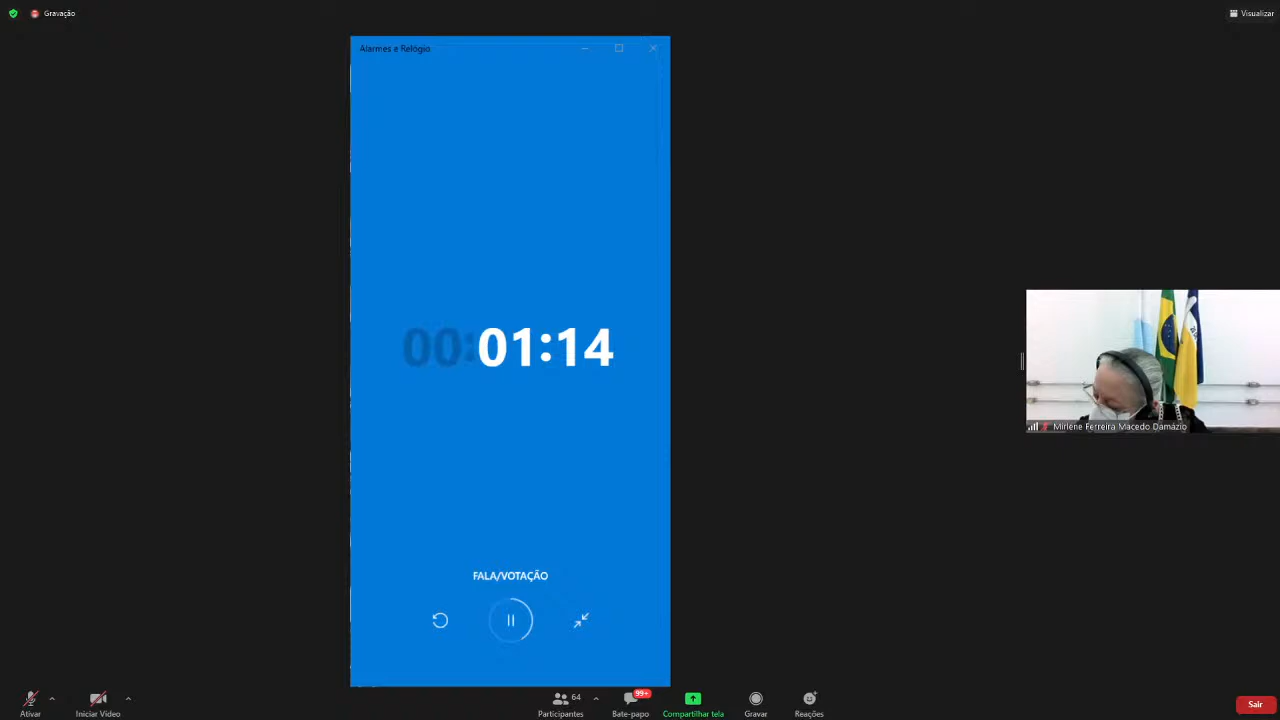 Gravação
Visualizar
Alarmes e Relógio
00:01:14
Mirlene Ferreira Macedo Damázio
FALA/VOTAÇÃO
Ativar
Iniciar Vídeo
64
Participantes
99+
Bate-papo
Compartilhar tela
Gravar
Reações
Sair